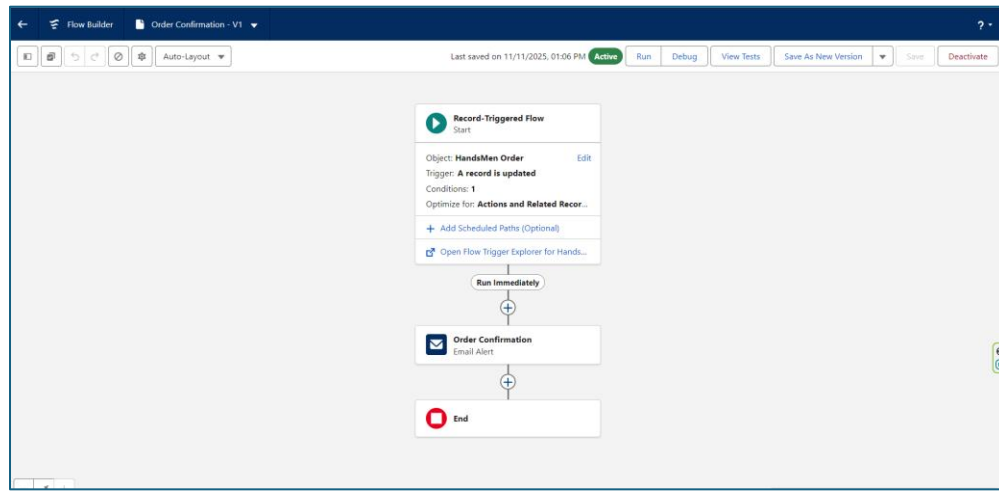 Flow Builder
Order Confirmation - V1
?
Auto-Layout
Last saved on 11/11/2025, 01:06 PM
Active
Run
Debug
View Tests
Save As New Version
Save
Deactivate
Record-Triggered Flow
Start
Object: HandsMen Order
Edit
Trigger: A record is updated
Conditions: 1
Optimize for: Actions and Related Recor...
+ Add Scheduled Paths (Optional)
Open Flow Trigger Explorer for Hands...
Run Immediately
Order Confirmation
Email Alert
End